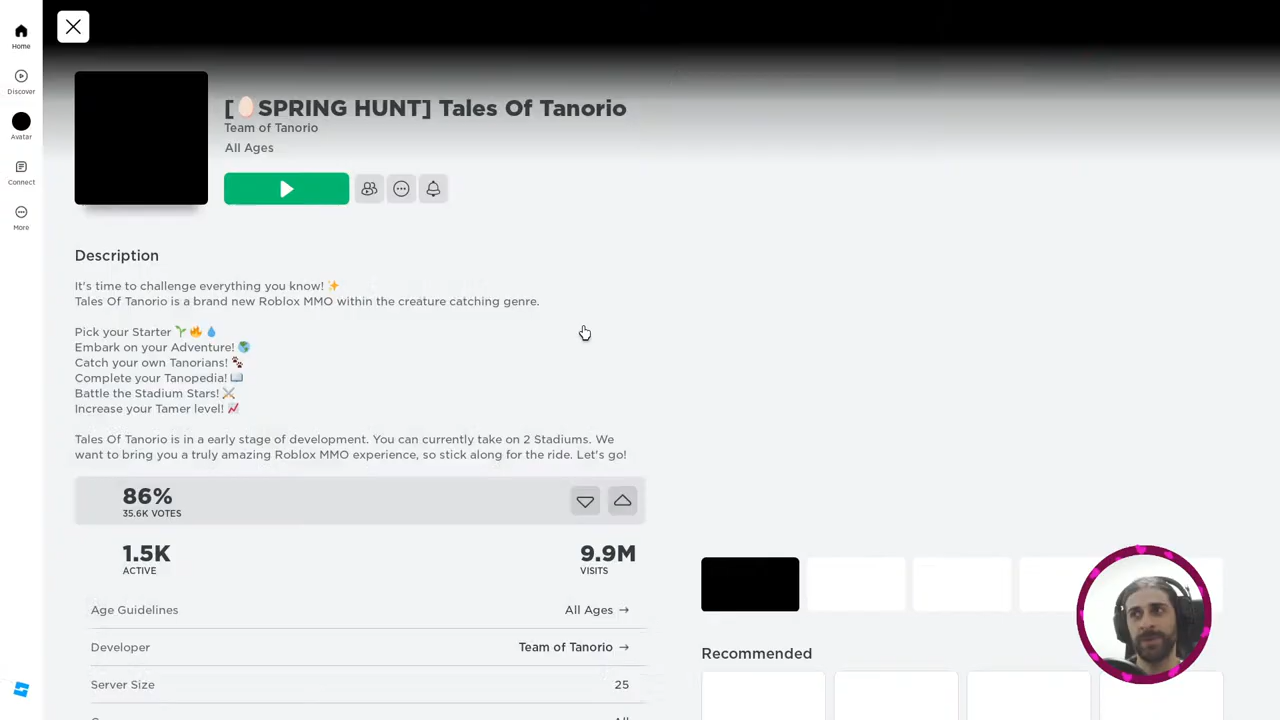 Home
Discover
Avatar
Connect
More
[🥚SPRING HUNT] Tales Of Tanorio
Team of Tanorio
All Ages
Description
It's time to challenge everything you know! ✨
Tales Of Tanorio is a brand new Roblox MMO within the creature catching genre.
Pick your Starter 🌱🔥💧
Embark on your Adventure! 🌎
Catch your own Tanorians! 🐾
Complete your Tanopedia! 📖
Battle the Stadium Stars! ⚔️
Increase your Tamer level! 📈
Tales Of Tanorio is in a early stage of development. You can currently take on 2 Stadiums. We
want to bring you a truly amazing Roblox MMO experience, so stick along for the ride. Let's go!
86%
35.6K VOTES
1.5K
ACTIVE
9.9M
VISITS
Age Guidelines
All Ages →
Developer
Team of Tanorio →
Server Size
25
Recommended